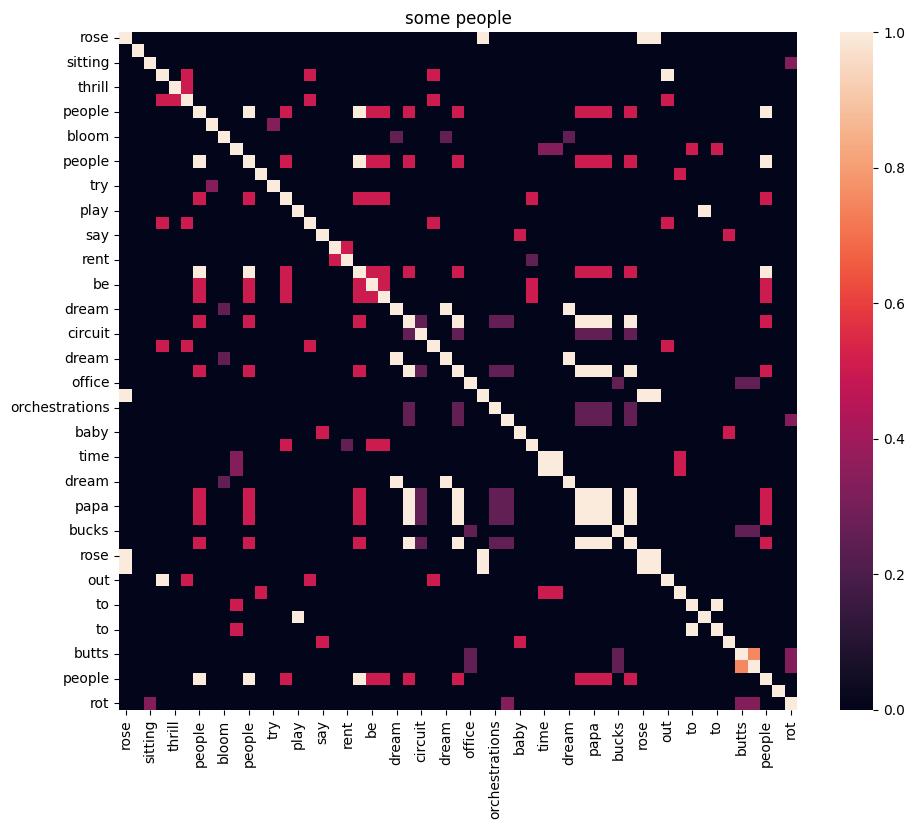 some people
rose
sitting
thrill
people
bloom
people
try
play
say
rent
be
dream
circuit
dream
office
orchestrations
baby
time
dream
papa
bucks
rose
out
to
to
butts
people
rot
1.0
0.8
0.6
0.4
0.2
0.0
rose
sitting
thrill
people
bloom
people
try
play
say
rent
be
dream
circuit
dream
office
orchestrations
baby
time
dream
papa
bucks
rose
out
to
to
butts
people
rot